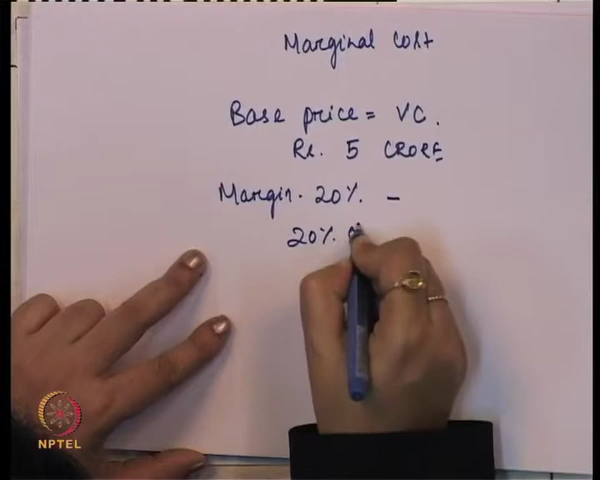 Marginal Cost
Base price = VC.
Rs. 5 CRORE
Margin. 20% -
20%
NPTEL